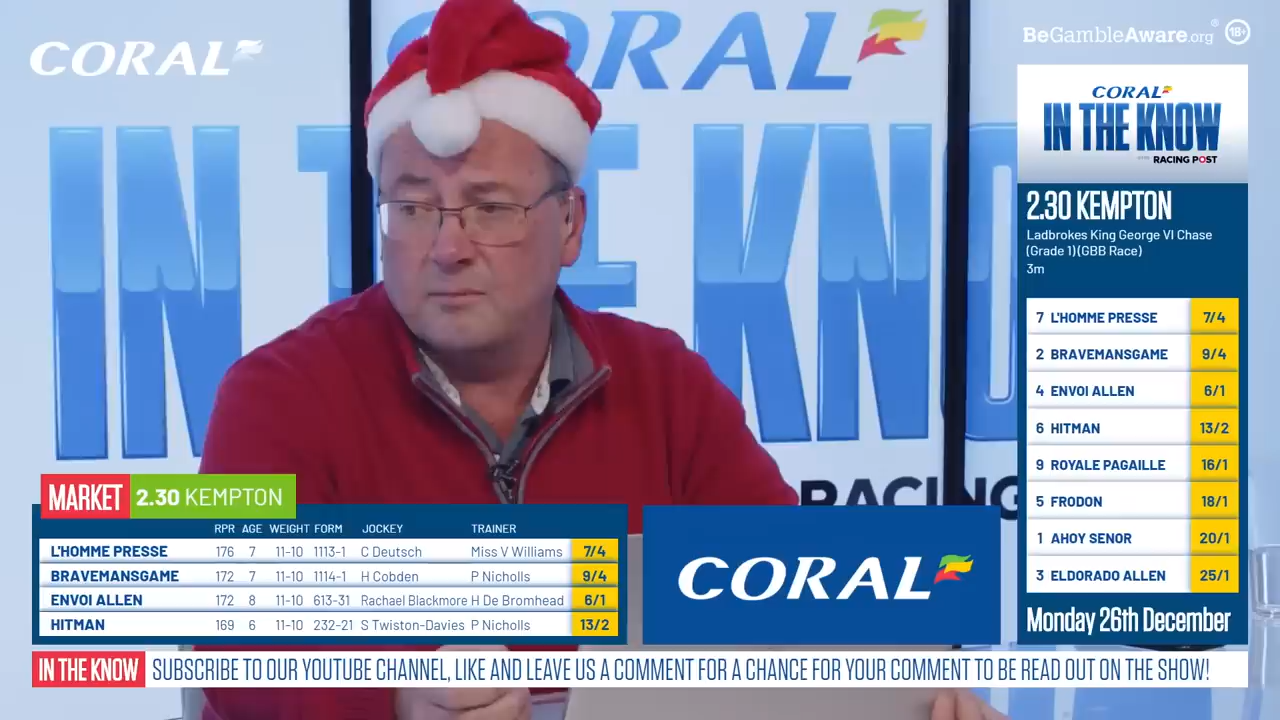 CORAL
CORAL
IN THE KNOW
RACING
BeGambleAware.org® 18+
CORAL
IN THE KNOW
WITH RACING POST
2.30 KEMPTON
Ladbrokes King George VI Chase
(Grade 1)(GBB Race)
3m
7 L'HOMME PRESSE 7/4
2 BRAVEMANSGAME 9/4
4 ENVOI ALLEN 6/1
6 HITMAN 13/2
9 ROYALE PAGAILLE 16/1
5 FRODON 18/1
1 AHOY SENOR 20/1
3 ELDORADO ALLEN 25/1
Monday 26th December
MARKET 2.30 KEMPTON
RPR AGE WEIGHT FORM JOCKEY TRAINER
L'HOMME PRESSE 176 7 11-10 1113-1 C Deutsch Miss V Williams 7/4
BRAVEMANSGAME 172 7 11-10 1114-1 H Cobden P Nicholls 9/4
ENVOI ALLEN 172 8 11-10 613-31 Rachael Blackmore H De Bromhead 6/1
HITMAN 169 6 11-10 232-21 S Twiston-Davies P Nicholls 13/2
CORAL
IN THE KNOW SUBSCRIBE TO OUR YOUTUBE CHANNEL, LIKE AND LEAVE US A COMMENT FOR A CHANCE FOR YOUR COMMENT TO BE READ OUT ON THE SHOW!